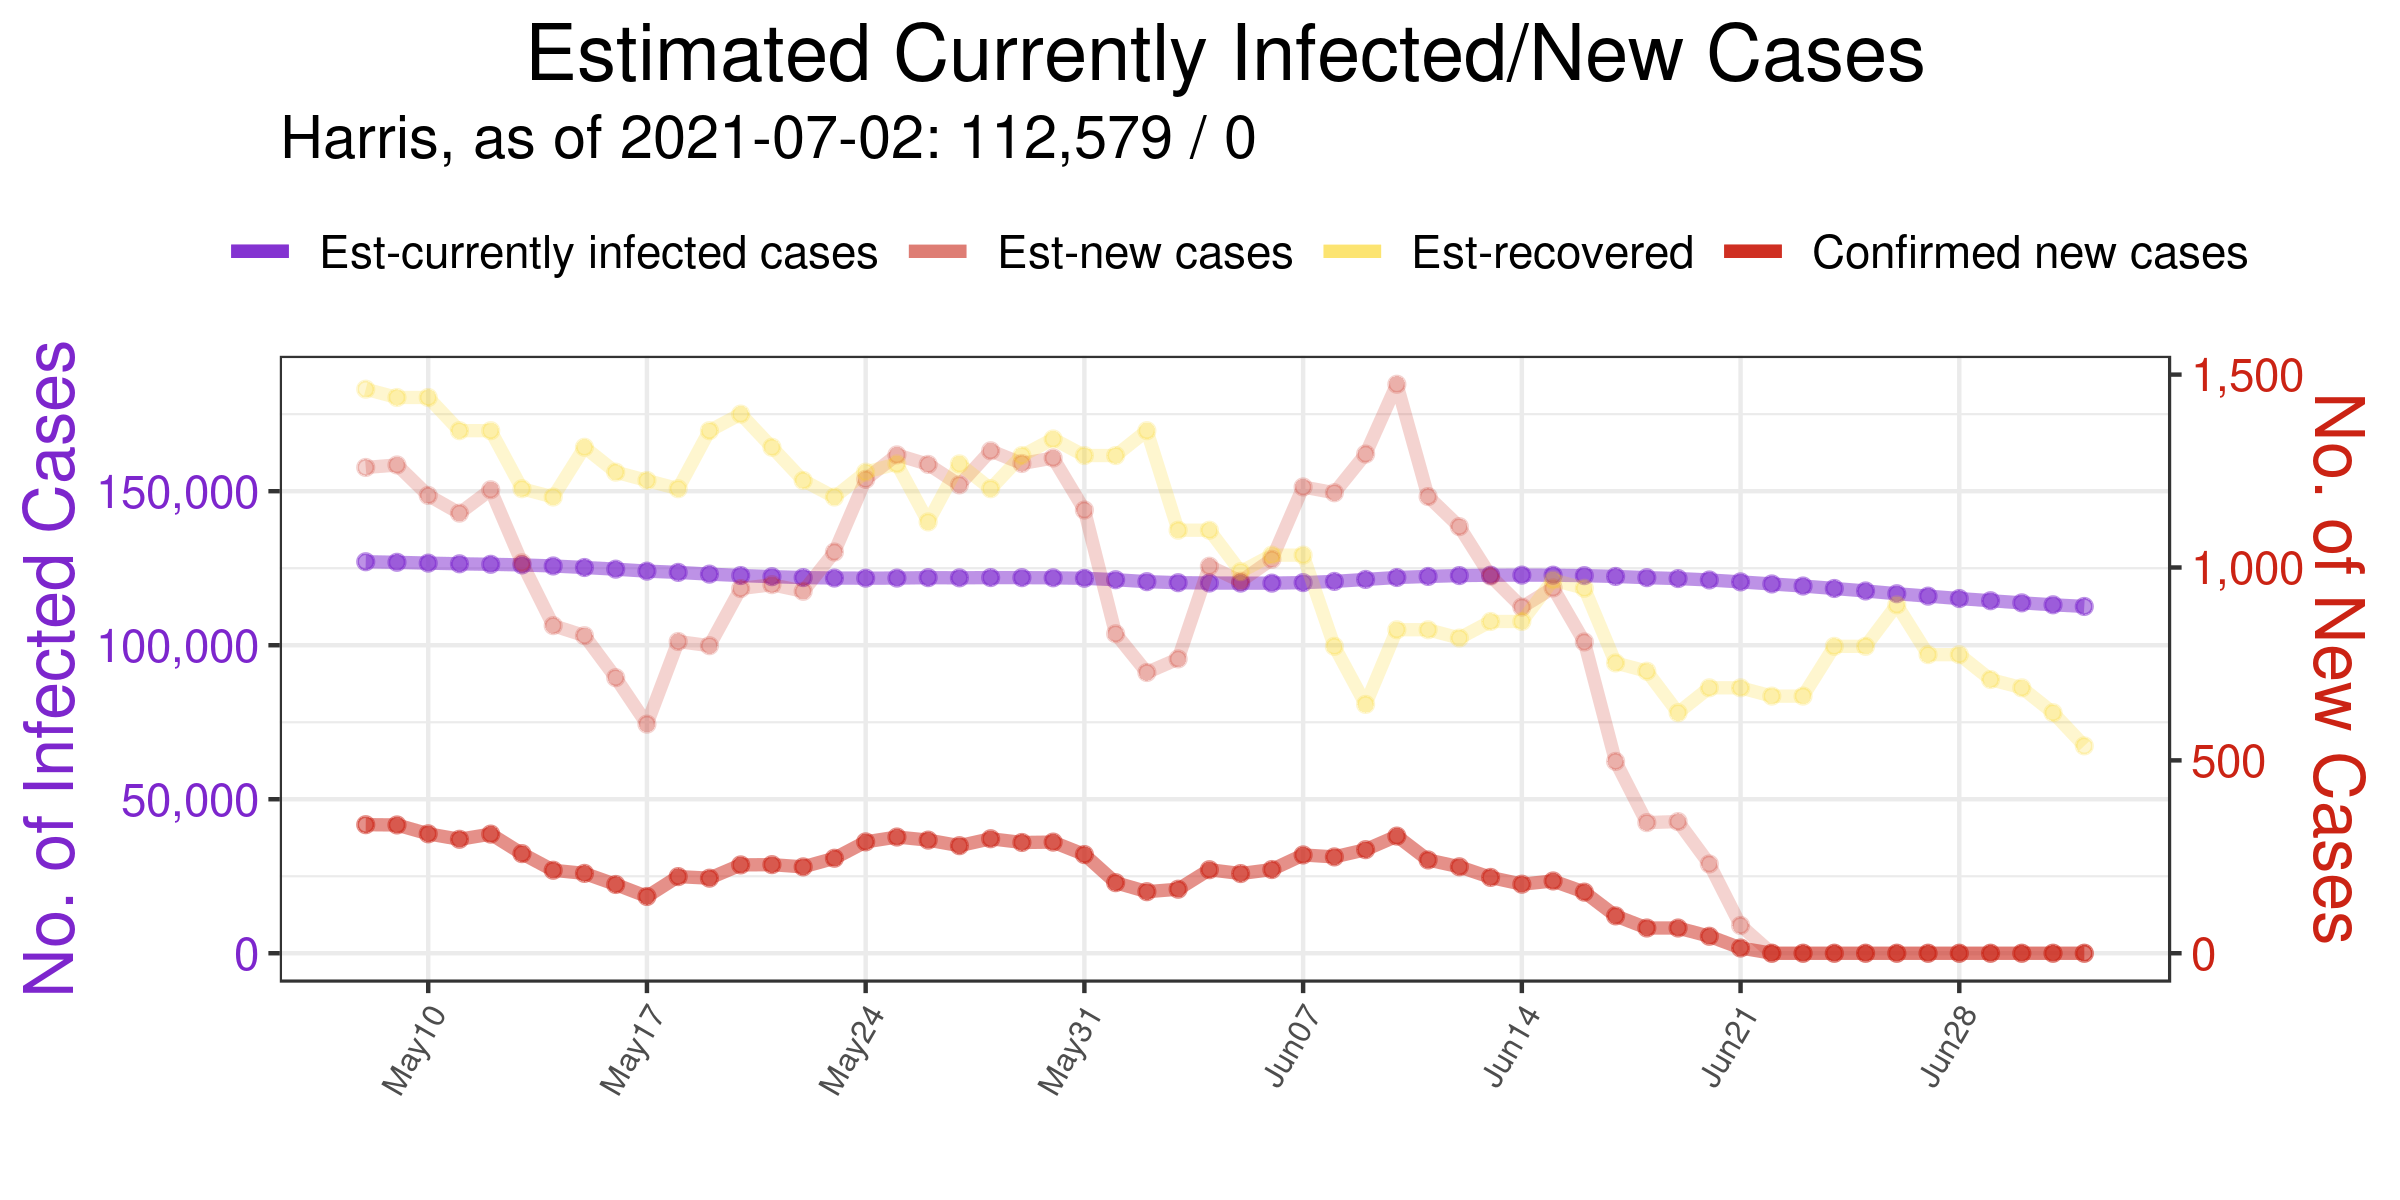 Estimated Currently Infected/New Cases
Harris, as of 2021-07-02: 112,579 / 0
Est-currently infected cases Est-new cases Est-recovered Confirmed new cases
No. of Infected Cases
150,000
100,000
50,000
0
1,500
1,000
500
0
No. of New Cases
May10 May17 May24 May31 Jun07 Jun14 Jun21 Jun28